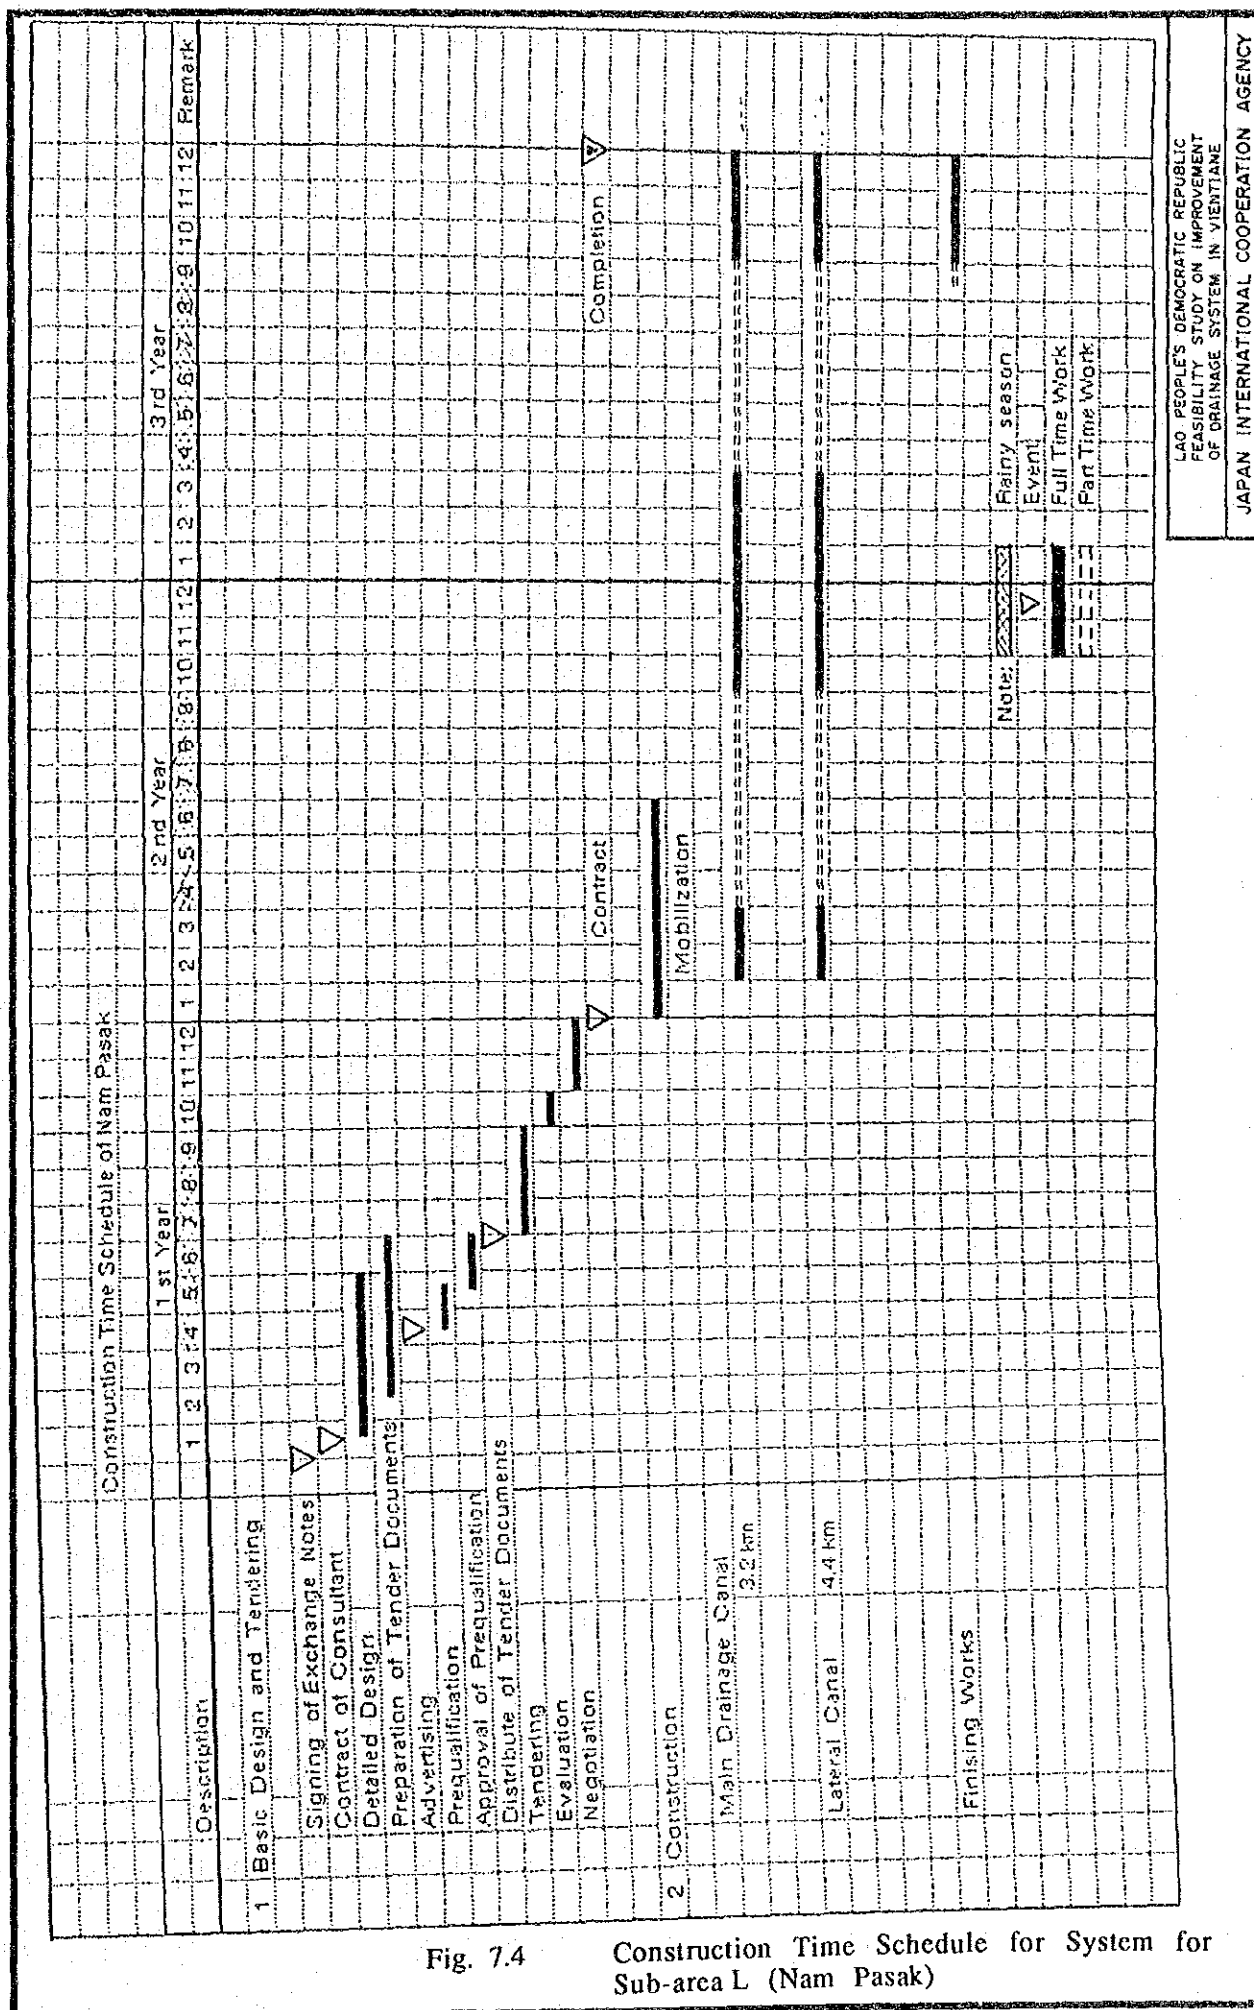 Construction Time Schedule of Nam Pasak
1 st Year 2 nd Year 3 rd Year
Description 1 2 3 4 5 6 7 8 9 10 11 12 1 2 3 4 5 6 7 8 9 10 11 12 1 2 3 4 5 6 7 8 9 10 11 12 Remark
1 Basic Design and Tendering
Signing of Exchange Notes
Contract of Consultant
Detailed Design
Preparation of Tender Documents
Advertising
Prequalification
Approval of Prequalification
Distribute of Tender Documents
Tendering
Evaluation
Negotiation
Contract
Completion
2 Construction
Mobilization
Main Drainage Canal
3.2 km
Lateral Canal 4.4 km
Finising Works
Note: Rainy season
Event
Full Time Work
Part Time Work
LAO PEOPLE'S DEMOCRATIC REPUBLIC
FEASIBILITY STUDY ON IMPROVEMENT
OF DRAINAGE SYSTEM IN VIENTIANE
JAPAN INTERNATIONAL COOPERATION AGENCY
Fig. 7.4 Construction Time Schedule for System for
Sub-area L (Nam Pasak)